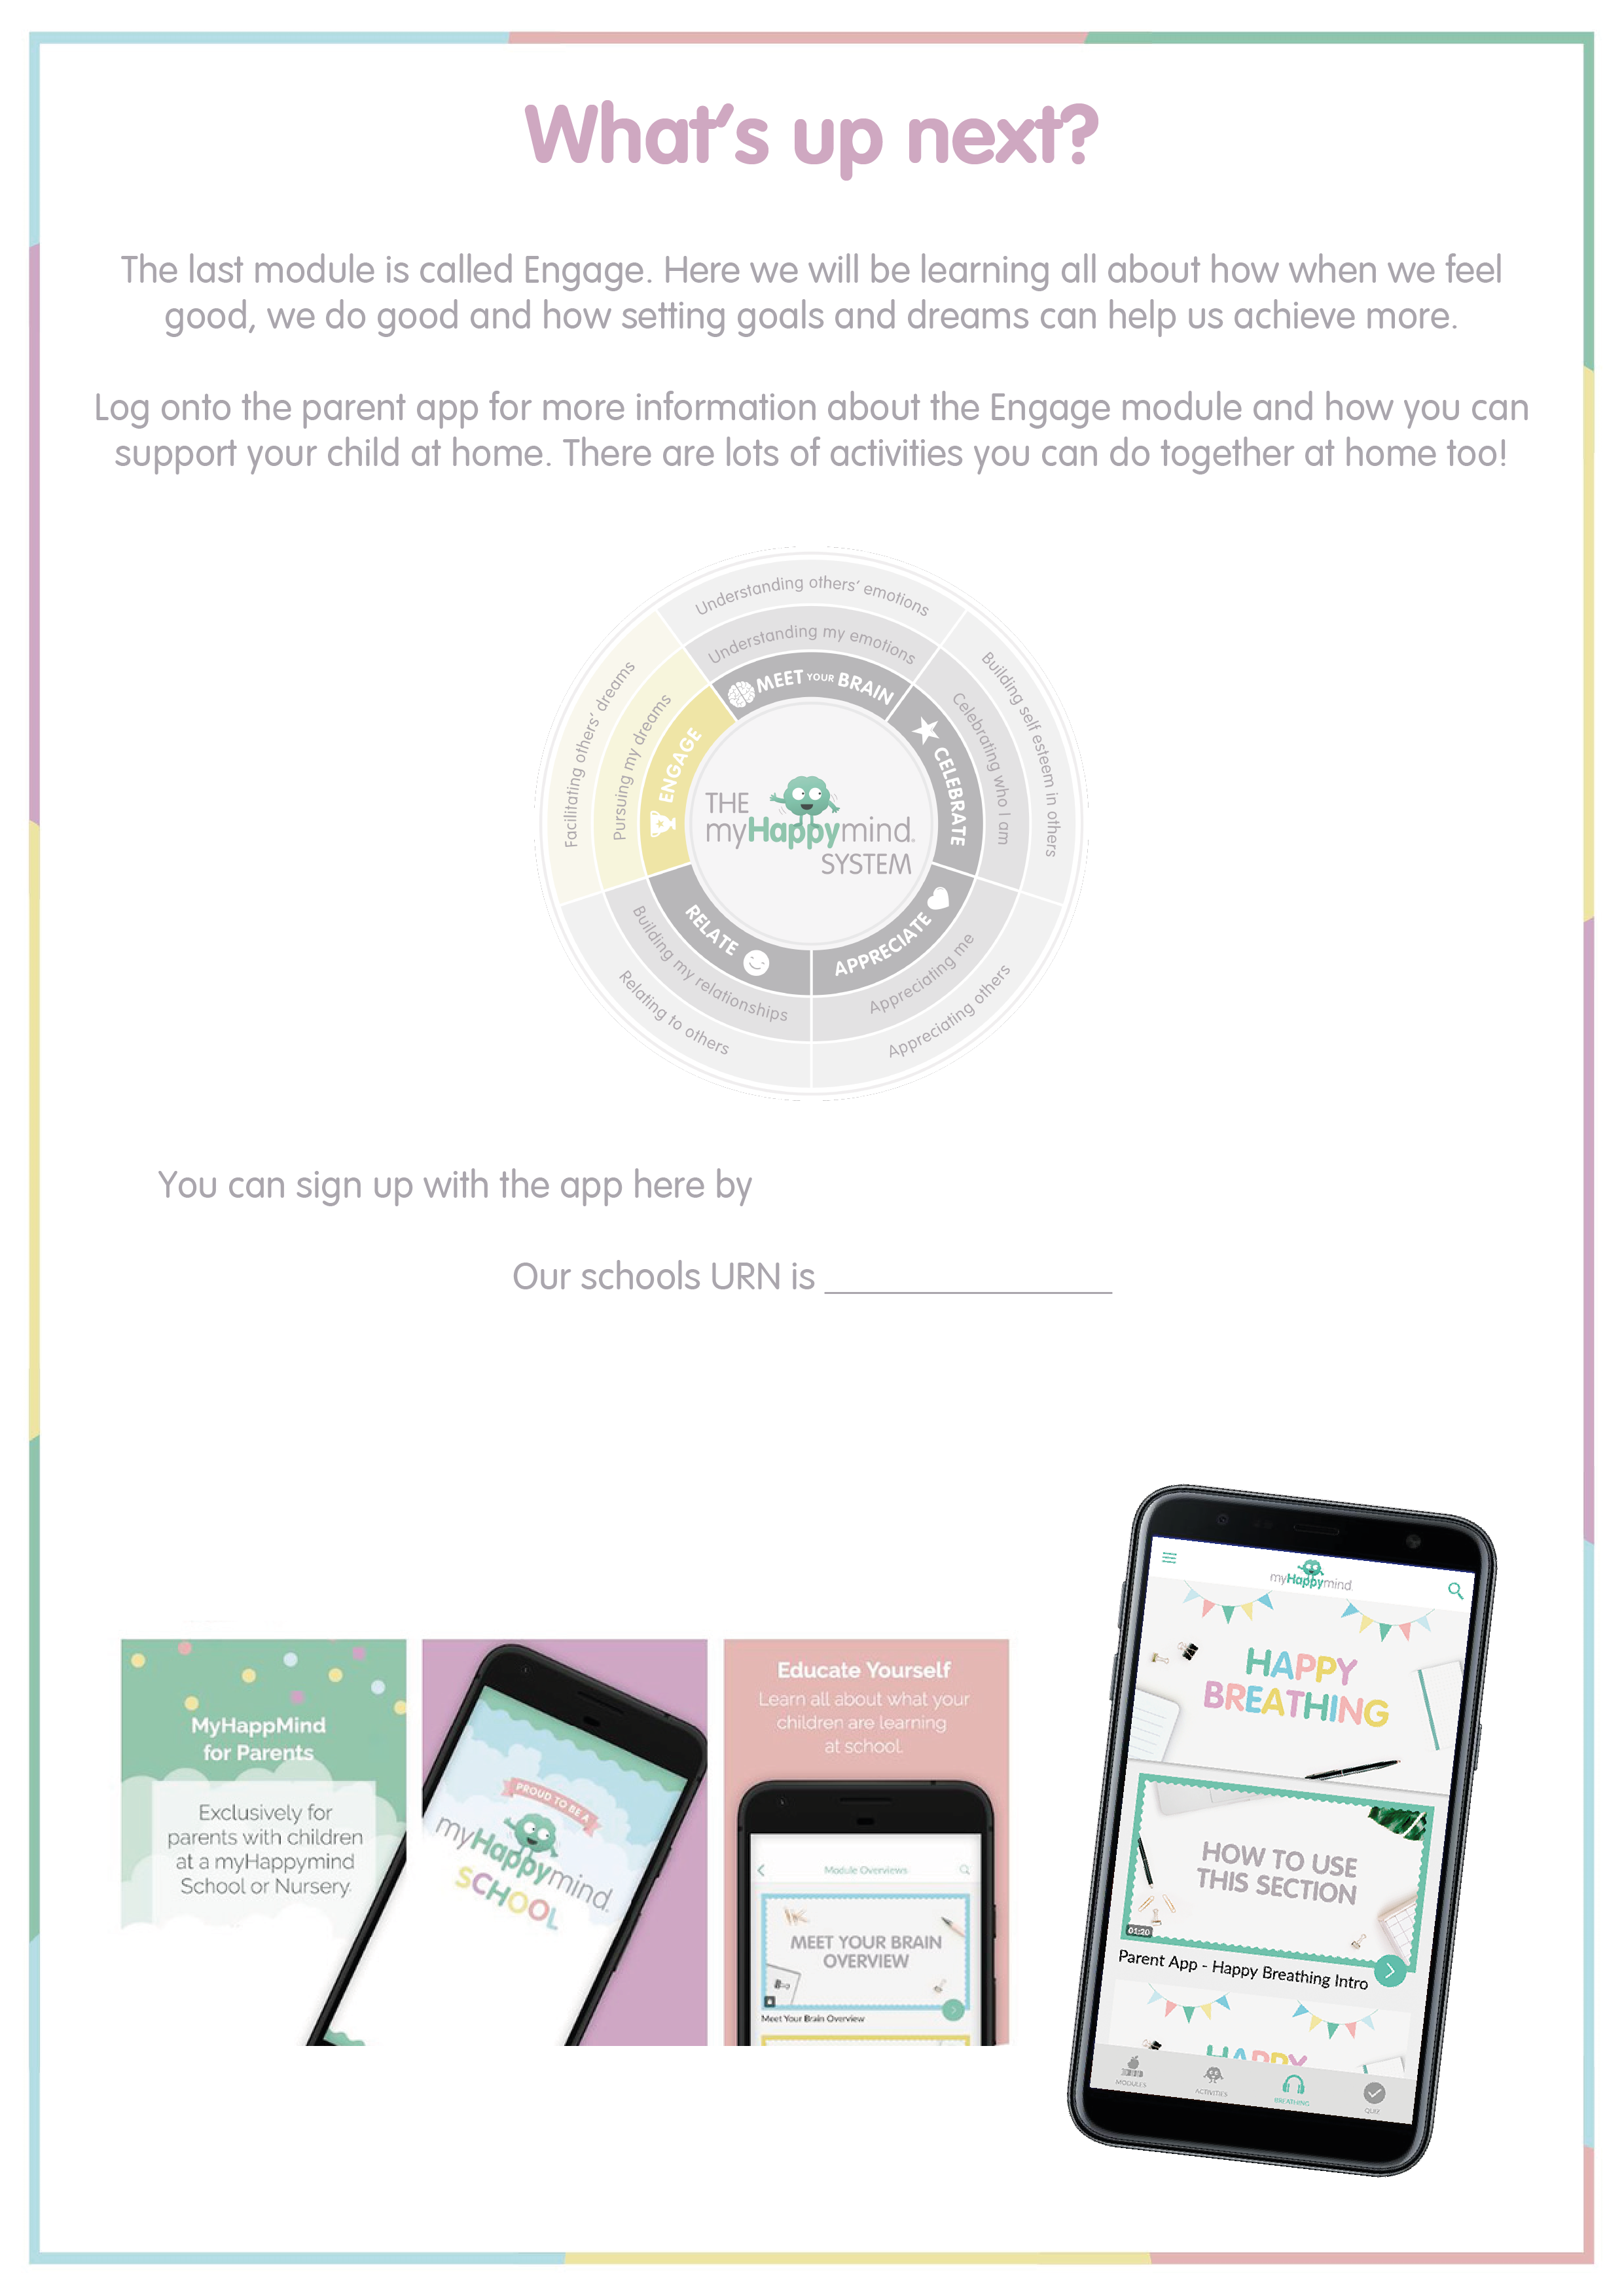 What's up next?
The last module is called Engage. Here we will be learning all about how when we feel
good, we do good and how setting goals and dreams can help us achieve more.
Log onto the parent app for more information about the Engage module and how you can
support your child at home. There are lots of activities you can do together at home too!
Understanding others' emotions
Understanding my emotions
MEET YOUR BRAIN
Building self esteem in others
Celebrating who I am
CELEBRATE
Facilitating others' dreams
Pursuing my dreams
ENGAGE
THE
myHappymind.
SYSTEM
RELATE
Building my relationships
Relating to others
APPRECIATE
Appreciating me
Appreciating others
You can sign up with the app here by
Our schools URN is _______________
MyHappMind
for Parents
Exclusively for
parents with children
at a myHappymind
School or Nursery.
PROUD TO BE A
myHappymind.
SCHOOL
Educate Yourself
Learn all about what your
children are learning
at school.
Module Overviews
MEET YOUR BRAIN
OVERVIEW
Meet Your Brain Overview
myHappymind.
HAPPY
BREATHING
HOW TO USE
THIS SECTION
01:20
Parent App - Happy Breathing Intro
HAPPY
MODULES
ACTIVITIES
BREATHING
QUIZ